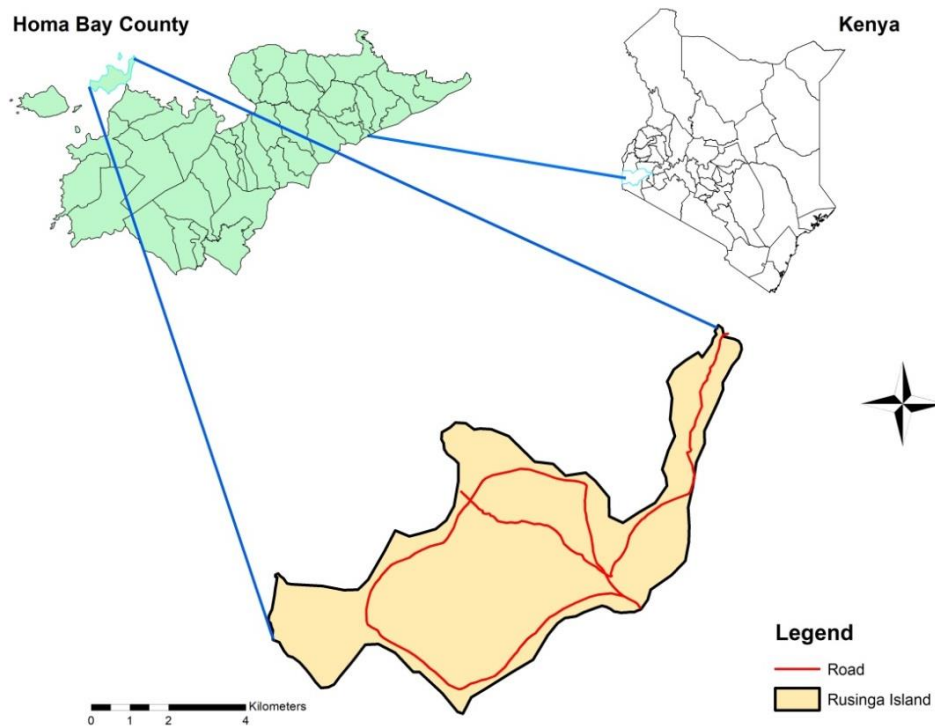 Homa Bay County
Kenya
Legend
Road
Rusinga Island
Kilometers
0 1 2 4